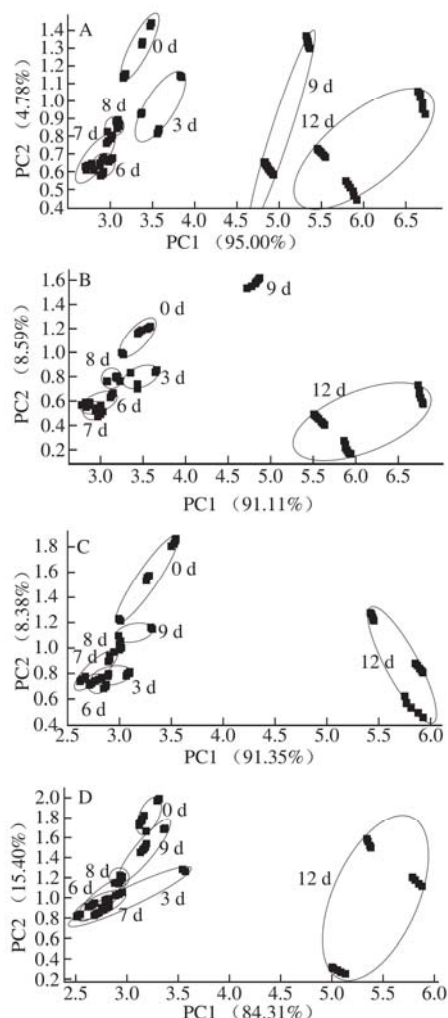 A
1.4
1.3
1.2
1.1
1.0
0.9
0.8
0.7
0.6
0.5
0.4
PC2 (4.78%)
0 d
3 d
8 d
7 d
6 d
9 d
12 d
3.0 3.5 4.0 4.5 5.0 5.5 6.0 6.5
PC1 (95.00%)
B
1.6
1.4
1.2
1.0
0.8
0.6
0.4
0.2
PC2 (8.59%)
9 d
0 d
8 d
3 d
6 d
7 d
12 d
3.0 3.5 4.0 4.5 5.0 5.5 6.0 6.5
PC1 (91.11%)
C
1.8
1.6
1.4
1.2
1.0
0.8
0.6
0.4
PC2 (8.38%)
0 d
8 d
9 d
7 d
3 d
6 d
12 d
2.5 3.0 3.5 4.0 4.5 5.0 5.5 6.0
PC1 (91.35%)
D
2.0
1.8
1.6
1.4
1.2
1.0
0.8
0.6
0.4
0.2
PC2 (15.40%)
0 d
9 d
8 d
6 d
3 d
7 d
12 d
2.5 3.0 3.5 4.0 4.5 5.0 5.5 6.0
PC1 (84.31%)